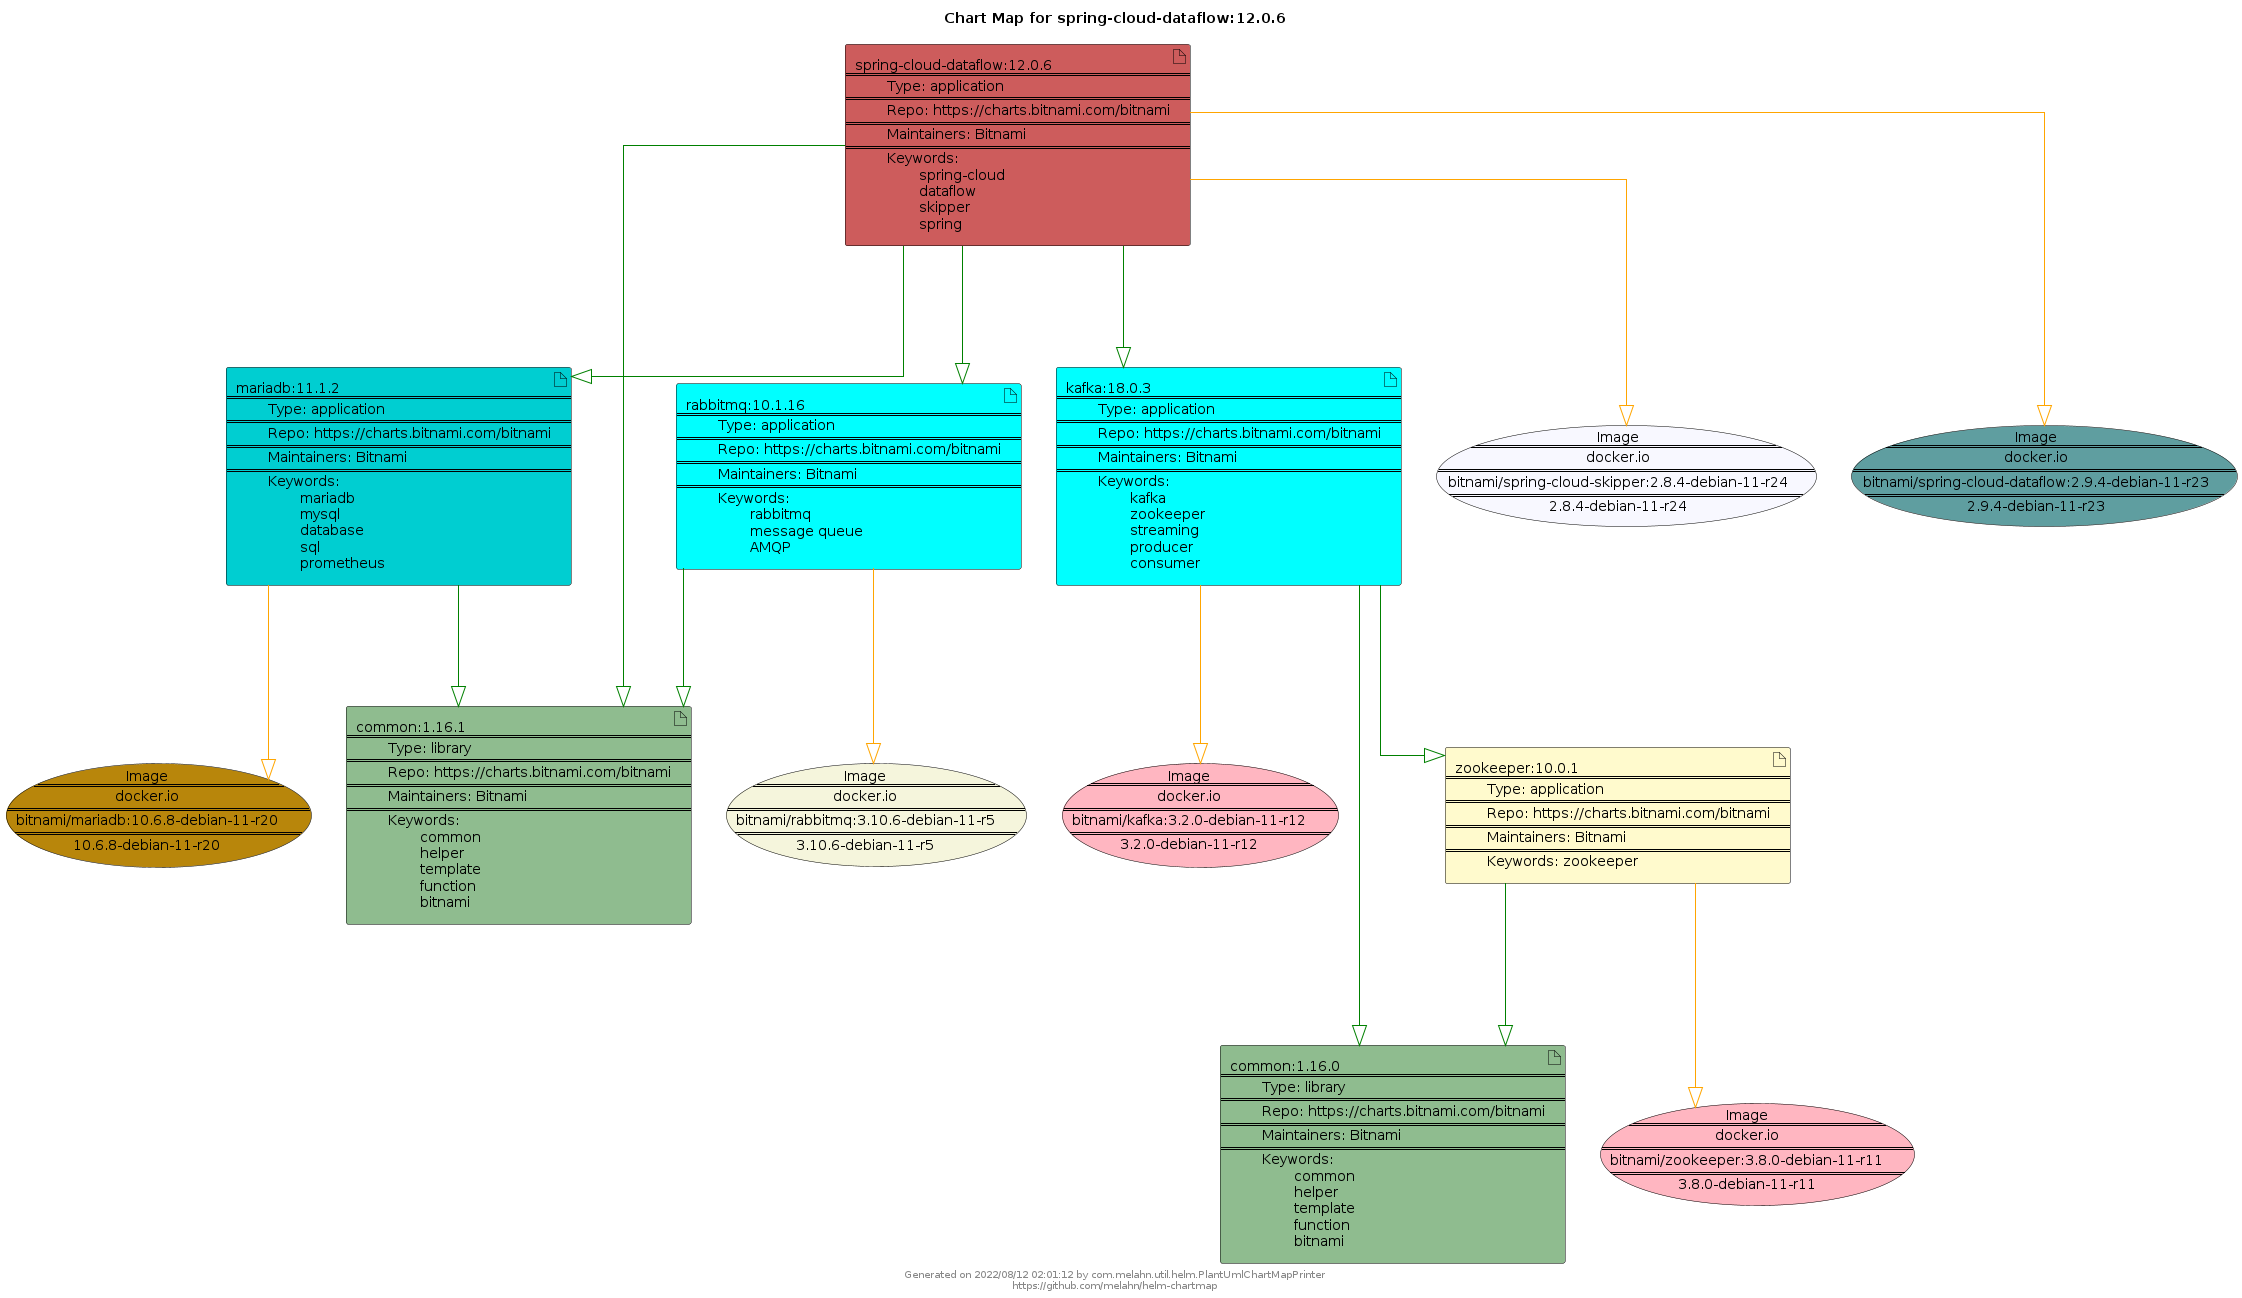 Chart Map for spring-cloud-dataflow:12.0.6
spring-cloud-dataflow:12.0.6
Type: application
Repo: https://charts.bitnami.com/bitnami
Maintainers: Bitnami
Keywords:
spring-cloud
dataflow
skipper
spring
mariadb:11.1.2
Type: application
Repo: https://charts.bitnami.com/bitnami
Maintainers: Bitnami
Keywords:
mariadb
mysql
database
sql
prometheus
rabbitmq:10.1.16
Type: application
Repo: https://charts.bitnami.com/bitnami
Maintainers: Bitnami
Keywords:
rabbitmq
message queue
AMQP
kafka:18.0.3
Type: application
Repo: https://charts.bitnami.com/bitnami
Maintainers: Bitnami
Keywords:
kafka
zookeeper
streaming
producer
consumer
Image
docker.io
bitnami/spring-cloud-skipper:2.8.4-debian-11-r24
2.8.4-debian-11-r24
Image
docker.io
bitnami/spring-cloud-dataflow:2.9.4-debian-11-r23
2.9.4-debian-11-r23
Image
docker.io
bitnami/mariadb:10.6.8-debian-11-r20
10.6.8-debian-11-r20
common:1.16.1
Type: library
Repo: https://charts.bitnami.com/bitnami
Maintainers: Bitnami
Keywords:
common
helper
template
function
bitnami
Image
docker.io
bitnami/rabbitmq:3.10.6-debian-11-r5
3.10.6-debian-11-r5
Image
docker.io
bitnami/kafka:3.2.0-debian-11-r12
3.2.0-debian-11-r12
zookeeper:10.0.1
Type: application
Repo: https://charts.bitnami.com/bitnami
Maintainers: Bitnami
Keywords: zookeeper
common:1.16.0
Type: library
Repo: https://charts.bitnami.com/bitnami
Maintainers: Bitnami
Keywords:
common
helper
template
function
bitnami
Image
docker.io
bitnami/zookeeper:3.8.0-debian-11-r11
3.8.0-debian-11-r11
Generated on 2022/08/12 02:01:12 by com.melahn.util.helm.PlantUmlChartMapPrinter
https://github.com/melahn/helm-chartmap